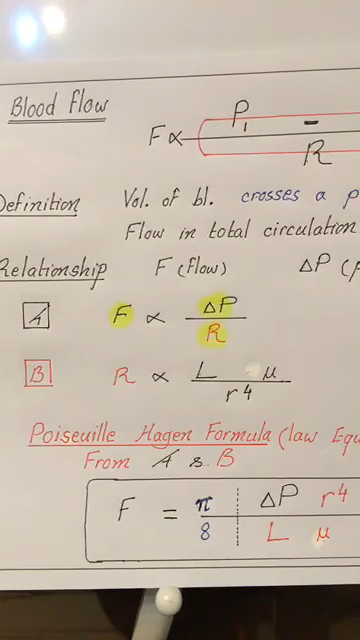 Blood Flow
P₁ -
F ∝
R
Definition Vol. of bl. crosses a p
Flow in total circulation
Relationship F (flow) ΔP (
A F ∝ ΔP / R
B R ∝ L μ / r⁴
Poiseuille Hagen Formula (law Equ
From A & B
F = π/8 ΔP r⁴ / L μ